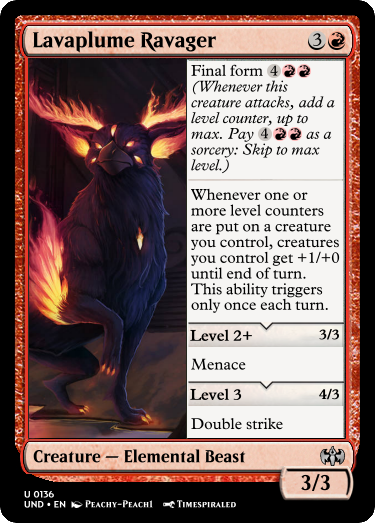 Lavaplume Ravager 3
Final form 4
(Whenever this
creature attacks, add a
level counter, up to
max. Pay 4 as a
sorcery: Skip to max
level.)
Whenever one or
more level counters
are put on a creature
you control, creatures
you control get +1/+0
until end of turn.
This ability triggers
only once each turn.
Level 2+ 3/3
Menace
Level 3 4/3
Double strike
Creature — Elemental Beast
3/3
U 0136
UND • EN Peachy-Peach1 Timespiraled